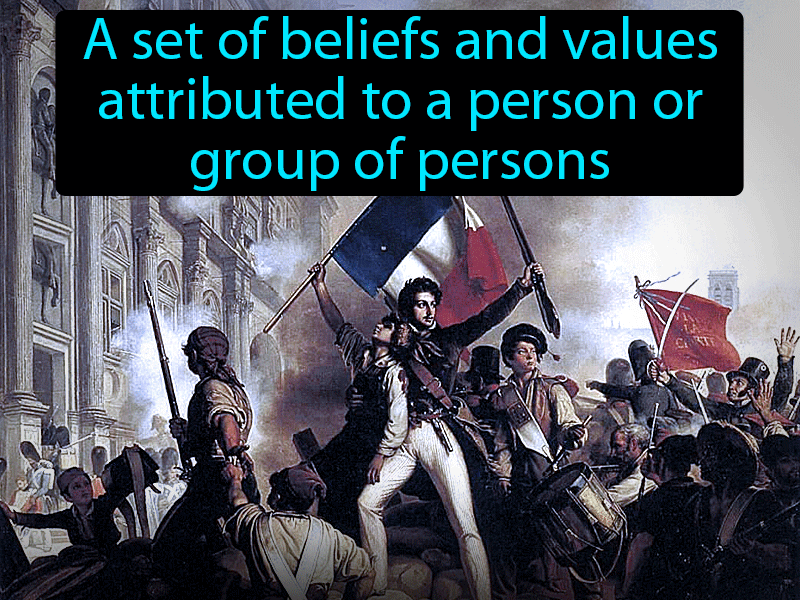 A set of beliefs and values
attributed to a person or
group of persons